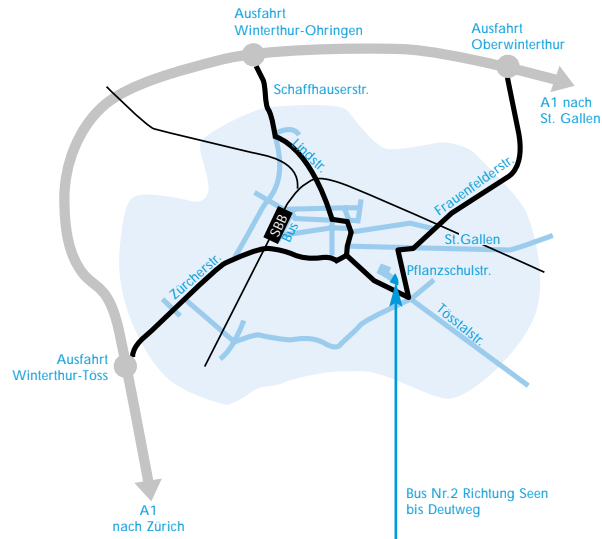 Ausfahrt
Winterthur-Ohringen
Ausfahrt
Oberwinterthur
Schaffhauserstr.
A1 nach
St. Gallen
Lindstr.
Frauenfelderstr.
SBB
Bus
St.Gallen
Zürcherstr.
Pflanzschulstr.
Tösstalstr.
Ausfahrt
Winterthur-Töss
Bus Nr.2 Richtung Seen
bis Deutweg
A1
nach Zürich